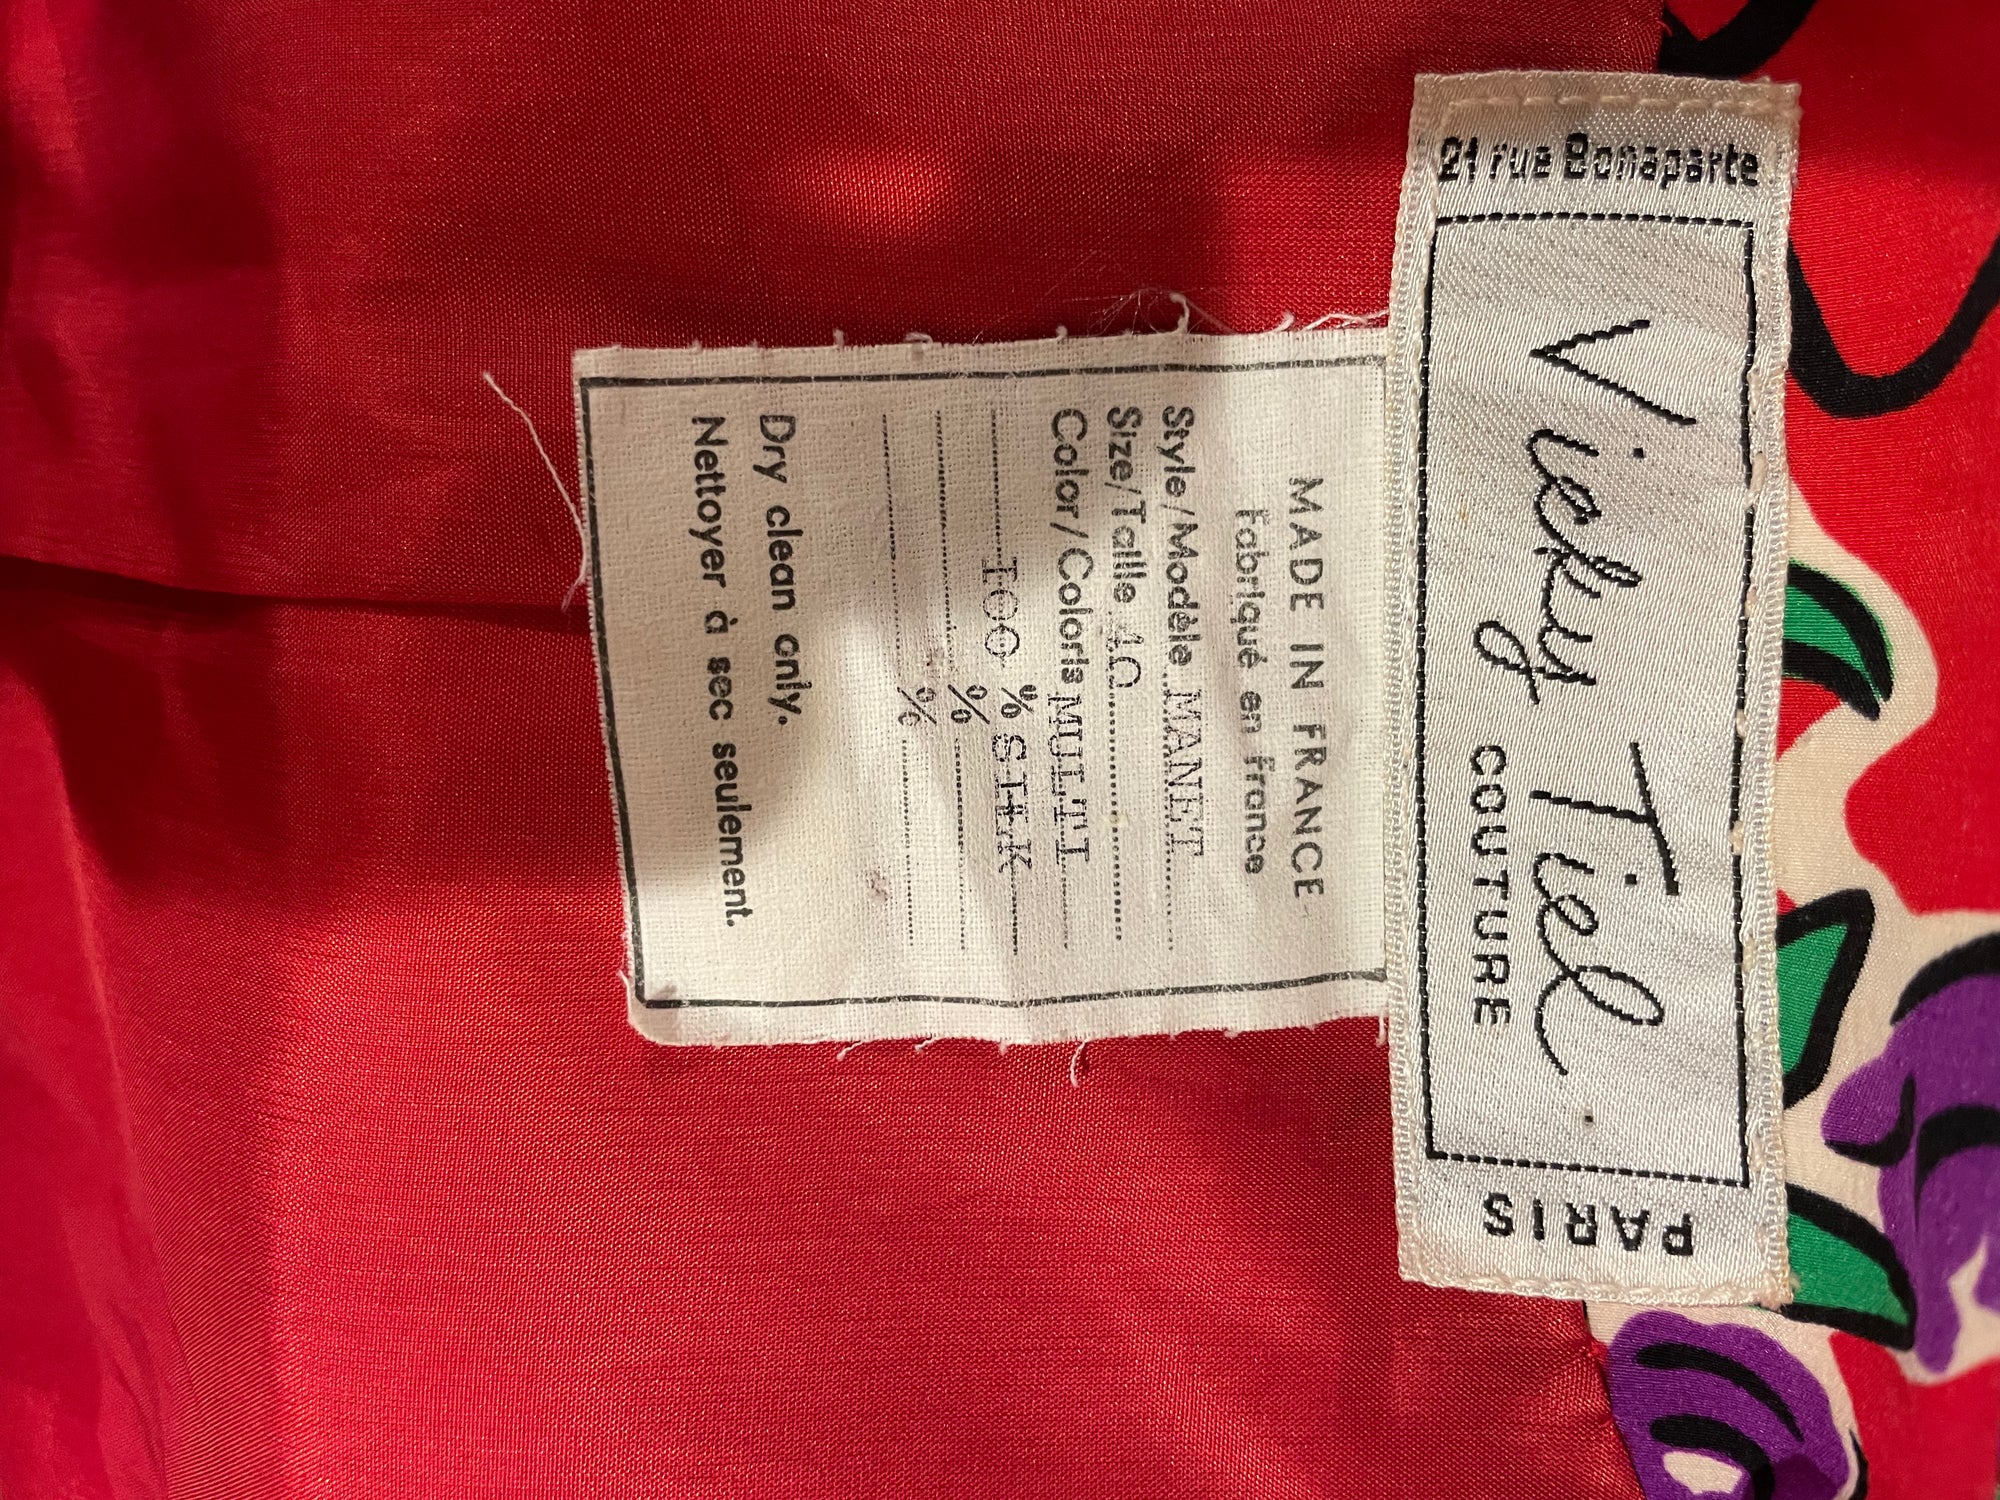 21 rue Bonaparte
Vicky Tiel
COUTURE
PARIS
MADE IN FRANCE
Fabriqué en France
Style/Modèle MANET
Size/Taille 40
Color/Coloris MULTI
I00 % SILK
%
%
Dry clean only.
Nettoyer à sec seulement.